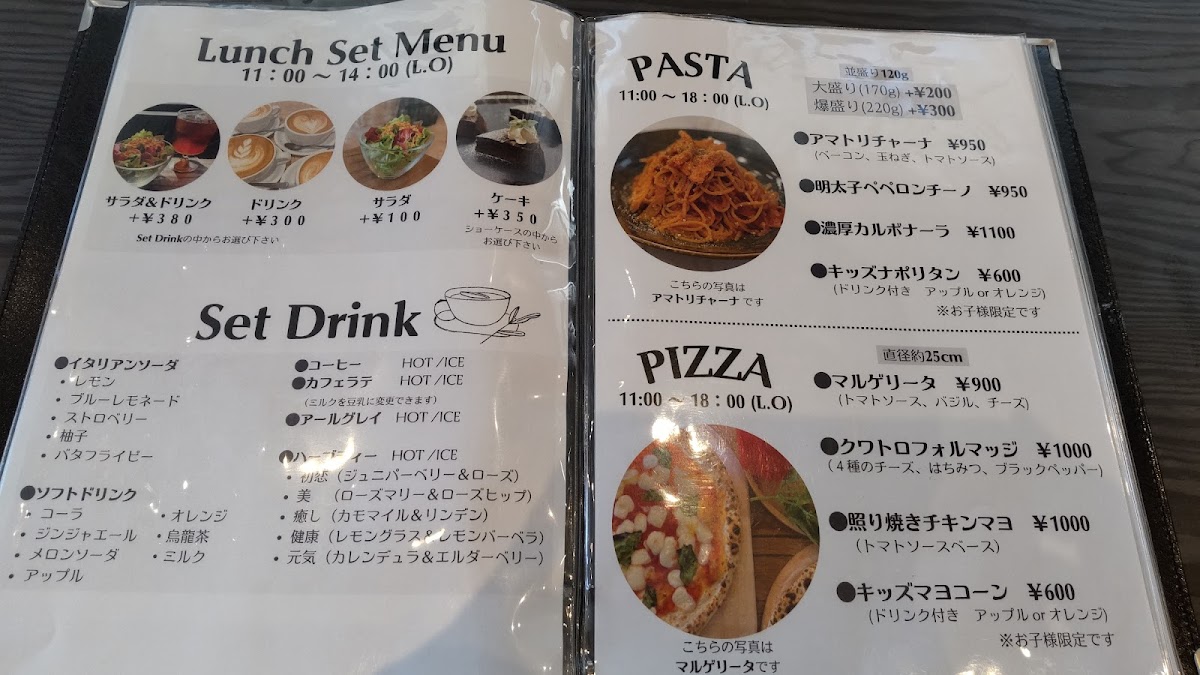 Lunch Set Menu
11：00 ～ 14：00 (L.O)
サラダ&ドリンク
+￥380
ドリンク
+￥300
サラダ
+￥100
ケーキ
+￥350
Set Drinkの中からお選び下さい
ショーケースの中から
お選び下さい
Set Drink
●イタリアンソーダ
・レモン
・ブルーレモネード
・ストロベリー
・柚子
・バタフライピー
●ソフトドリンク
・コーラ
・ジンジャエール
・メロンソーダ
・アップル
・オレンジ
・烏龍茶
・ミルク
●コーヒー HOT /ICE
●カフェラテ HOT /ICE
(ミルクを豆乳に変更できます)
●アールグレイ HOT /ICE
●ハーブティー HOT /ICE
・初恋（ジュニパーベリー＆ローズ）
・美 （ローズマリー＆ローズヒップ）
・癒し（カモマイル＆リンデン）
・健康（レモングラス＆レモンバーベラ）
・元気（カレンデュラ＆エルダーベリー）
PASTA
11:00 ～ 18：00 (L.O)
並盛り120g
大盛り(170g) +￥200
爆盛り(220g) +￥300
●アマトリチャーナ ￥950
(ベーコン、玉ねぎ、トマトソース)
●明太子ペペロンチーノ ￥950
●濃厚カルボナーラ ￥1100
●キッズナポリタン ￥600
(ドリンク付き アップル or オレンジ)
※お子様限定です
こちらの写真は
アマトリチャーナ です
PIZZA
11:00 ～ 18：00 (L.O)
直径約25cm
●マルゲリータ ￥900
(トマトソース、バジル、チーズ)
●クワトロフォルマッジ ￥1000
(４種のチーズ、はちみつ、ブラックペッパー)
●照り焼きチキンマヨ ￥1000
(トマトソースベース)
●キッズマヨコーン ￥600
(ドリンク付き アップル or オレンジ)
※お子様限定です
こちらの写真は
マルゲリータです